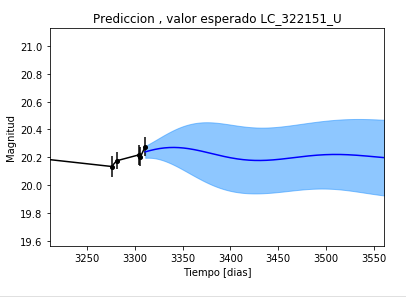 Prediccion , valor esperado LC_322151_U
21.0
20.8
20.6
20.4
20.2
20.0
19.8
19.6
Magnitud
3250 3300 3350 3400 3450 3500 3550
Tiempo [dias]